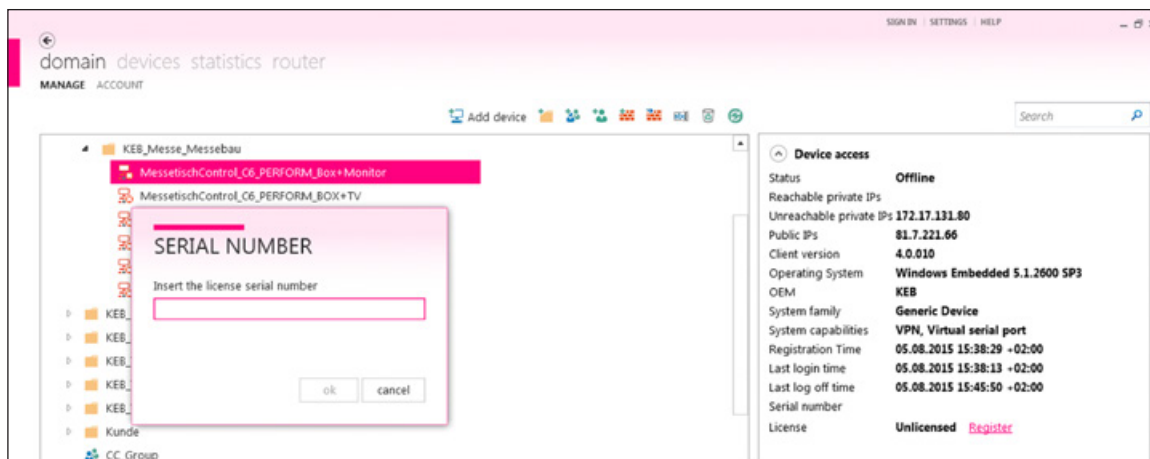 SIGN IN | SETTINGS | HELP
domain devices statistics router
MANAGE ACCOUNT
Add device
Search
KEB_Messe_Messebau
MessetischControl_C6_PERFORM_Box+Monitor
MessetischControl_C6_PERFORM_BOX+TV
SERIAL NUMBER
Insert the license serial number
ok cancel
KEB_
KEB_
KEB_
KEB_
KEB_
Kunde
CC_Group
Device access
Status Offline
Reachable private IPs
Unreachable private IPs 172.17.131.80
Public IPs 81.7.221.66
Client version 4.0.010
Operating System Windows Embedded 5.1.2600 SP3
OEM KEB
System family Generic Device
System capabilities VPN, Virtual serial port
Registration Time 05.08.2015 15:38:29 +02:00
Last login time 05.08.2015 15:38:13 +02:00
Last log off time 05.08.2015 15:45:50 +02:00
Serial number
License Unlicensed Register